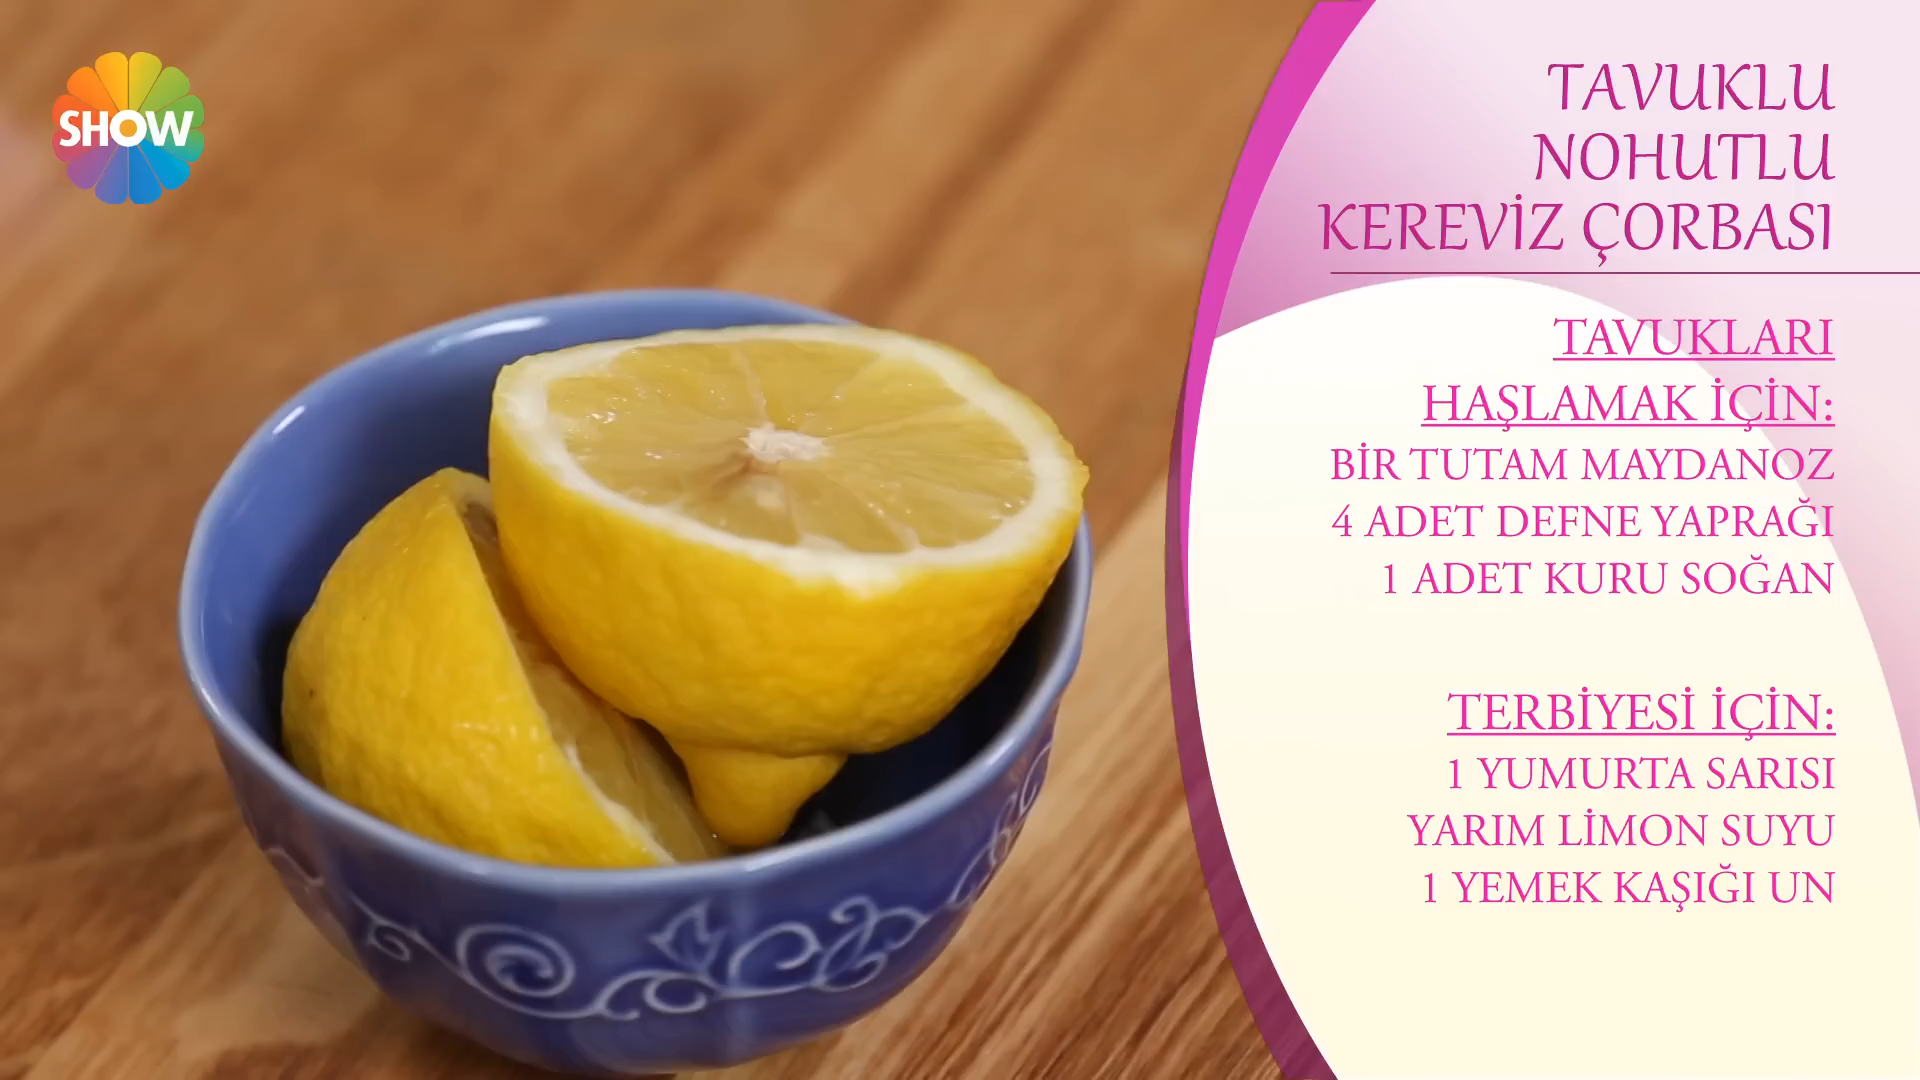 SHOW
TAVUKLU
NOHUTLU
KEREVİZ ÇORBASI
TAVUKLARI
HAŞLAMAK İÇİN:
BİR TUTAM MAYDANOZ
4 ADET DEFNE YAPRAĞI
1 ADET KURU SOĞAN
TERBİYESİ İÇİN:
1 YUMURTA SARISI
YARIM LİMON SUYU
1 YEMEK KAŞIĞI UN